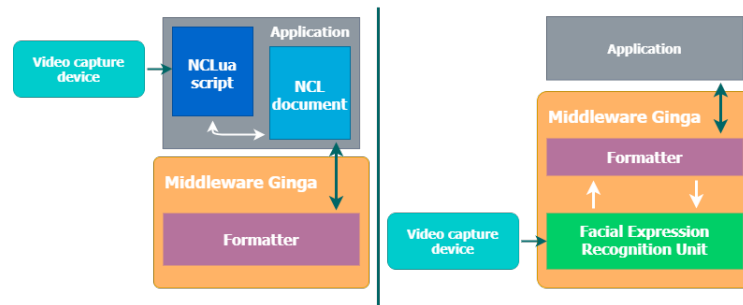 Video capture
device
Application
NCLua
script
NCL
document
Middleware Ginga
Formatter
Application
Middleware Ginga
Formatter
Video capture
device
Facial Expression
Recognition Unit